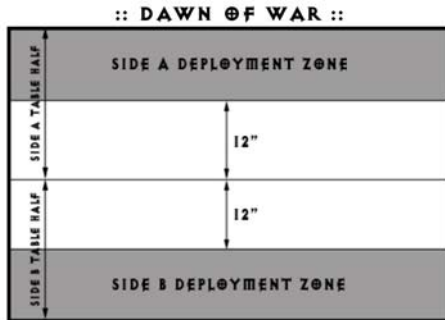 :: DAWN OF WAR ::
SIDE A DEPLOYMENT ZONE
SIDE A TABLE HALF
12"
12"
SIDE B TABLE HALF
SIDE B DEPLOYMENT ZONE